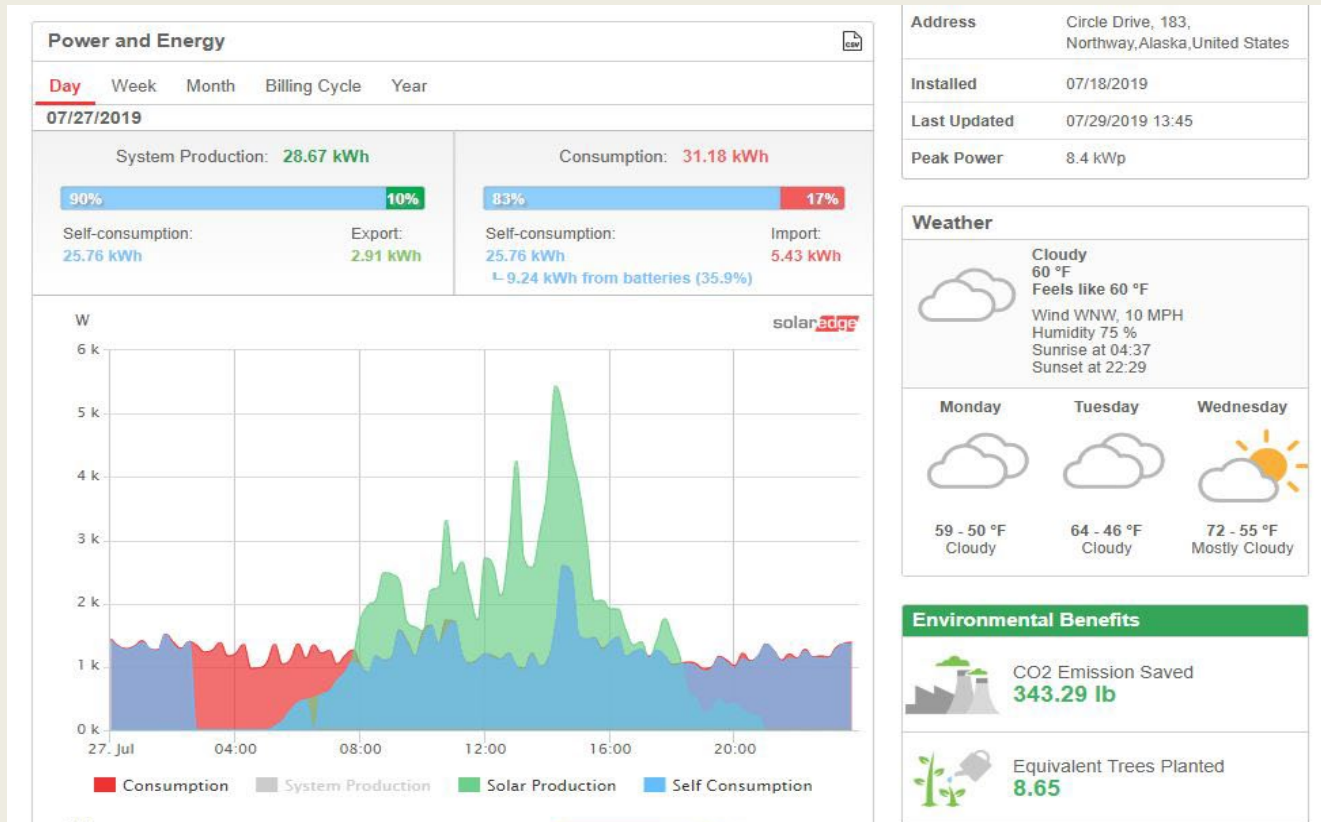 Power and Energy
CSV
Day Week Month Billing Cycle Year
07/27/2019
System Production: 28.67 kWh
90% 10%
Self-consumption: Export:
25.76 kWh 2.91 kWh
Consumption: 31.18 kWh
83% 17%
Self-consumption: Import:
25.76 kWh 5.43 kWh
9.24 kWh from batteries (35.9%)
W
solaredge
6 k
5 k
4 k
3 k
2 k
1 k
0 k
27. Jul 04:00 08:00 12:00 16:00 20:00
Consumption System Production Solar Production Self Consumption
Address Circle Drive, 183,
Northway,Alaska,United States
Installed 07/18/2019
Last Updated 07/29/2019 13:45
Peak Power 8.4 kWp
Weather
Cloudy
60 °F
Feels like 60 °F
Wind WNW, 10 MPH
Humidity 75 %
Sunrise at 04:37
Sunset at 22:29
Monday Tuesday Wednesday
59 - 50 °F 64 - 46 °F 72 - 55 °F
Cloudy Cloudy Mostly Cloudy
Environmental Benefits
CO2 Emission Saved
343.29 lb
Equivalent Trees Planted
8.65